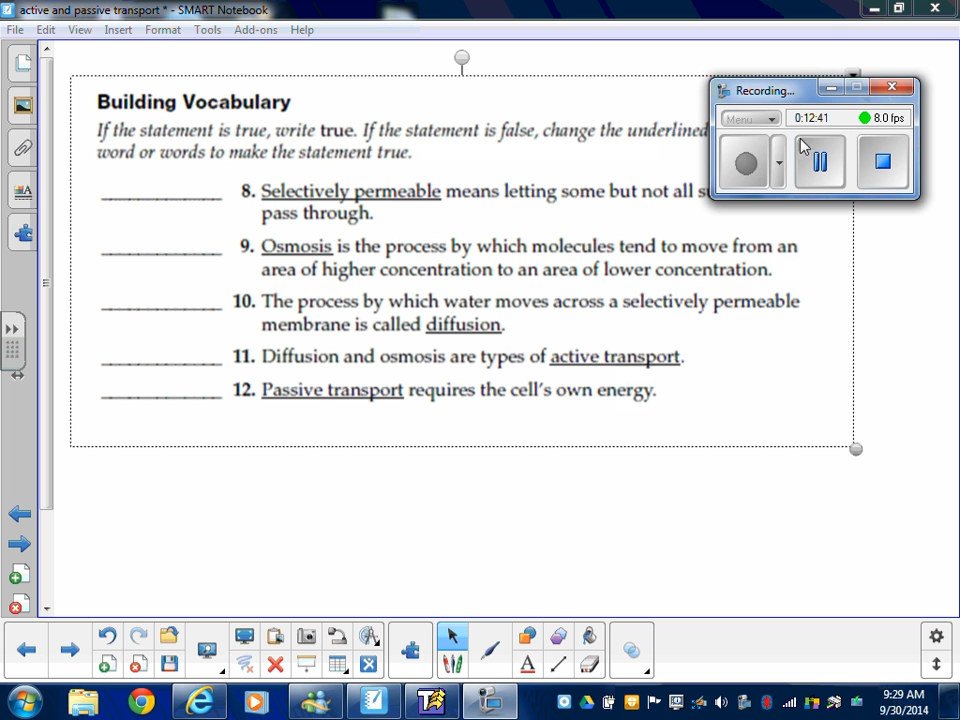 active and passive transport * - SMART Notebook
File Edit View Insert Format Tools Add-ons Help
Recording...
Menu 0:12:41 8.0 fps
Building Vocabulary
If the statement is true, write true. If the statement is false, change the underlined
word or words to make the statement true.
8. Selectively permeable means letting some but not all
pass through.
9. Osmosis is the process by which molecules tend to move from an
area of higher concentration to an area of lower concentration.
10. The process by which water moves across a selectively permeable
membrane is called diffusion.
11. Diffusion and osmosis are types of active transport.
12. Passive transport requires the cell's own energy.
9:29 AM
9/30/2014